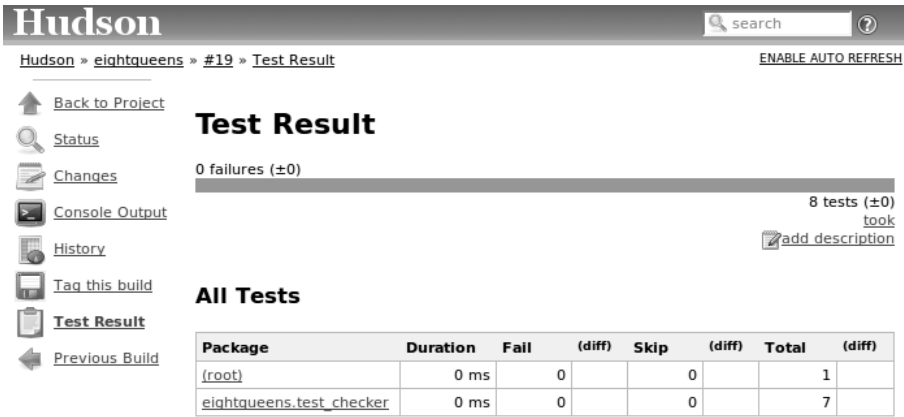 Hudson
search
?
Hudson » eightqueens » #19 » Test Result
ENABLE AUTO REFRESH
Back to Project
Status
Changes
Console Output
History
Tag this build
Test Result
Previous Build
Test Result
0 failures (±0)
8 tests (±0)
took
add description
All Tests
Package Duration Fail (diff) Skip (diff) Total (diff)
(root) 0 ms 0 0 1
eightqueens.test_checker 0 ms 0 0 7